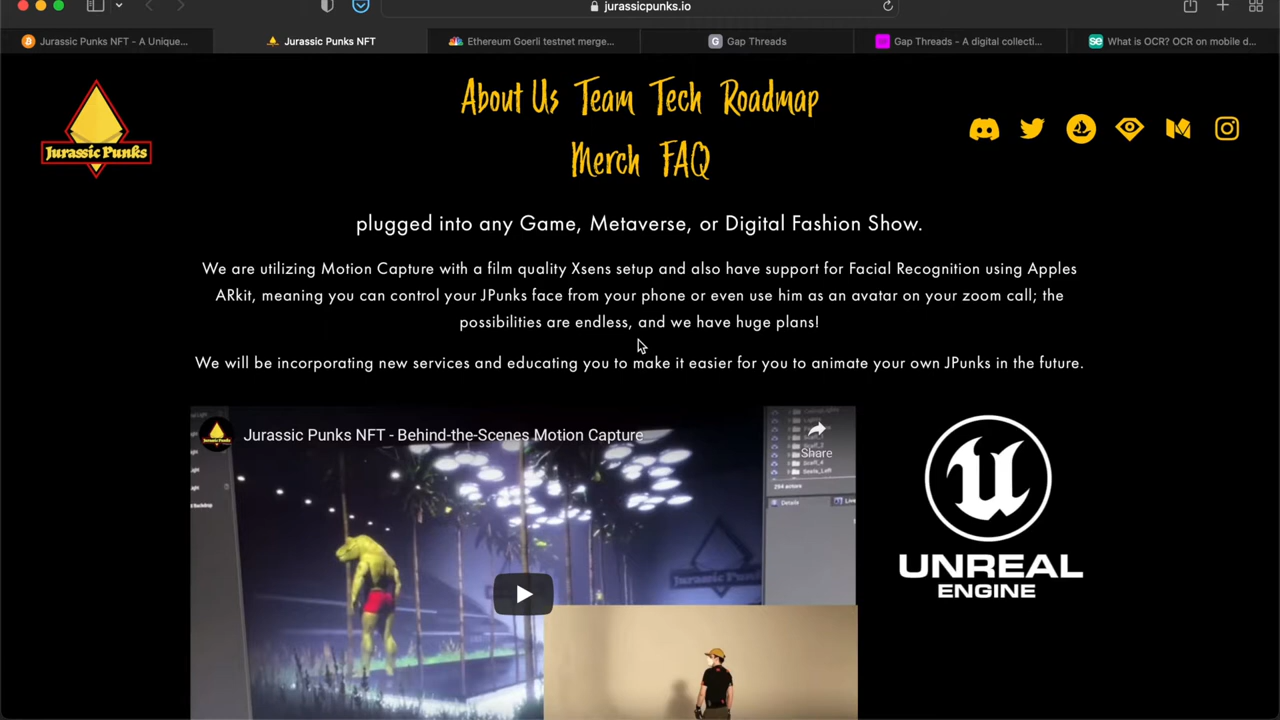 jurassicpunks.io
Jurassic Punks NFT - A Unique...
Jurassic Punks NFT
Ethereum Goerli testnet merge...
G
Gap Threads
Gap Threads - A digital collecti...
se
What is OCR? OCR on mobile d...
About Us Team Tech Roadmap
Merch FAQ
Jurassic Punks
plugged into any Game, Metaverse, or Digital Fashion Show.
We are utilizing Motion Capture with a film quality Xsens setup and also have support for Facial Recognition using Apples
ARkit, meaning you can control your JPunks face from your phone or even use him as an avatar on your zoom call; the
possibilities are endless, and we have huge plans!
We will be incorporating new services and educating you to make it easier for you to animate your own JPunks in the future.
Jurassic Punks NFT - Behind-the-Scenes Motion Capture
Share
294 actors
Details
Jurassic Punks
UNREAL
ENGINE